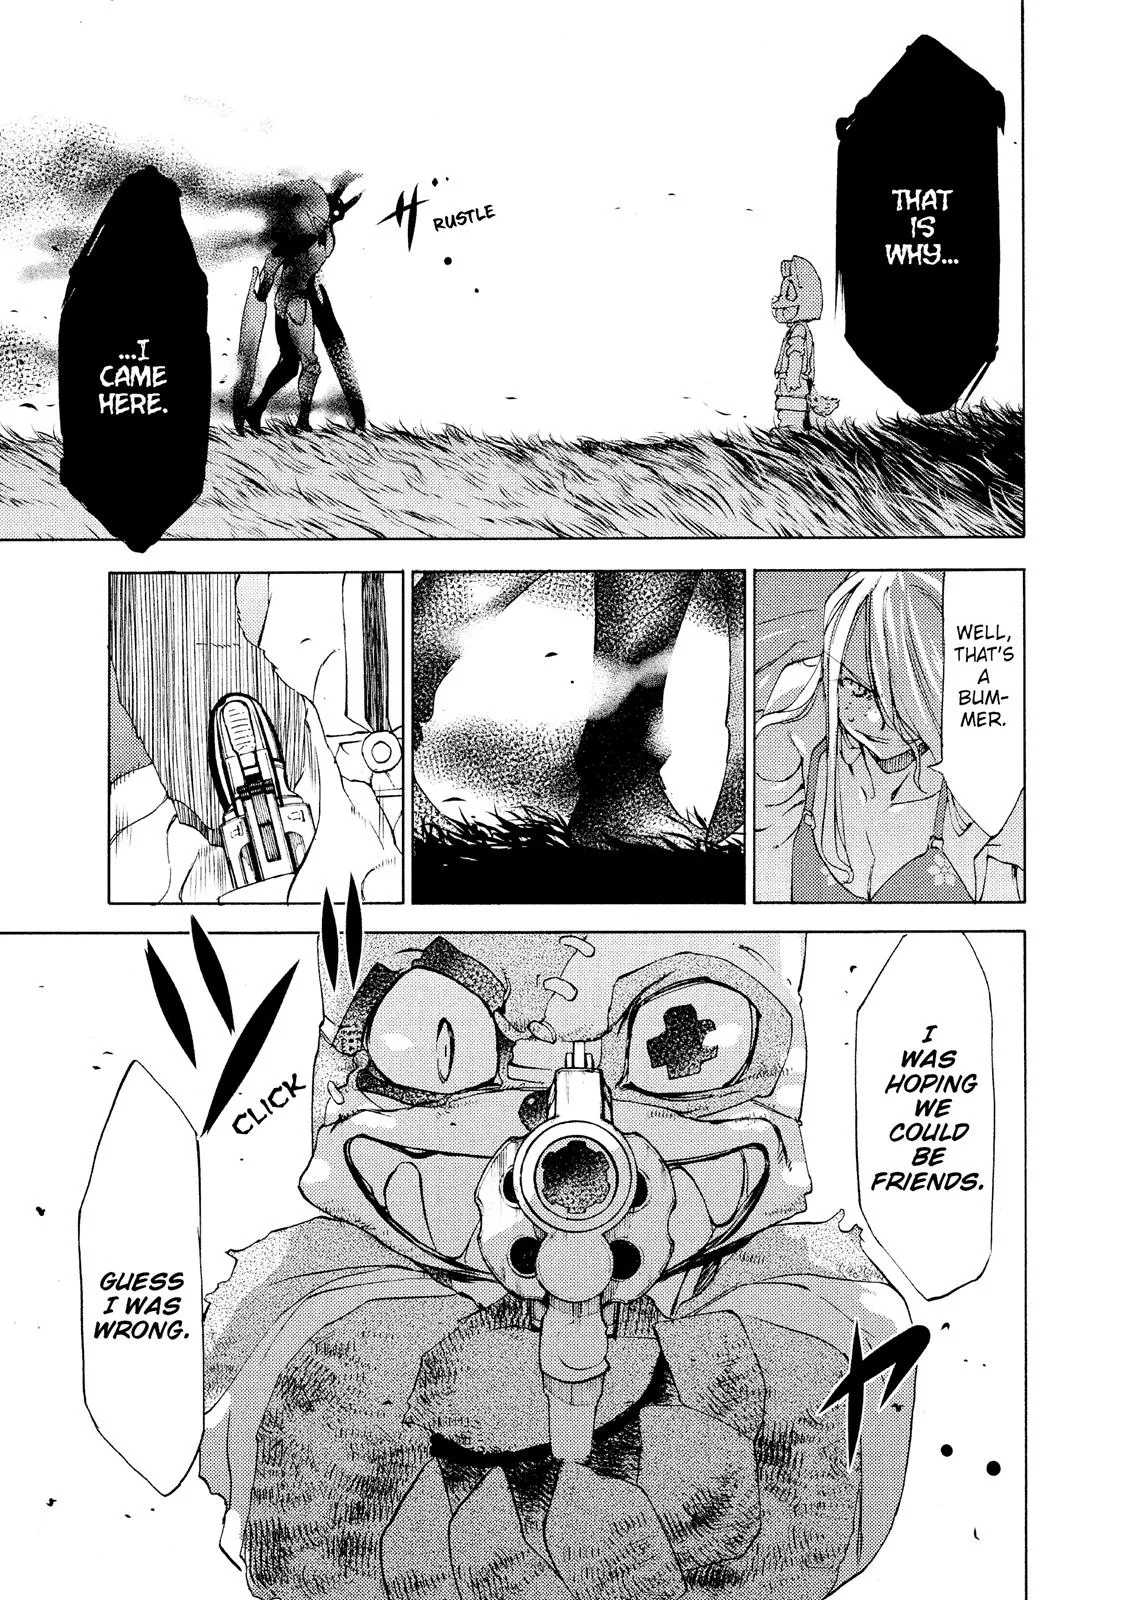 THAT
IS
WHY...
ザ
RUSTLE
...I
CAME
HERE.
WELL,
THAT'S
A
BUM-
MER.
I
WAS
HOPING
WE
COULD
BE
FRIENDS.
CLICK
GUESS
I WAS
WRONG.